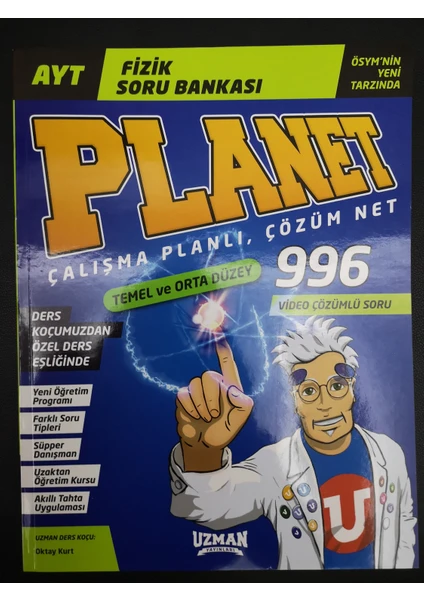 AYT
FİZİK
SORU BANKASI
ÖSYM'NİN
YENİ
TARZINDA
PLANET
ÇALIŞMA PLANLI, ÇÖZÜM NET
TEMEL ve ORTA DÜZEY
996
VİDEO ÇÖZÜMLÜ SORU
DERS
KOÇUMUZDAN
ÖZEL DERS
EŞLİĞİNDE
Yeni Öğretim
Programı
Farklı Soru
Tipleri
Süpper
Danışman
Uzaktan
Öğretim Kursu
Akıllı Tahta
Uygulaması
UZMAN DERS KOÇU:
Oktay Kurt
UZMAN
YAYINLARI
U